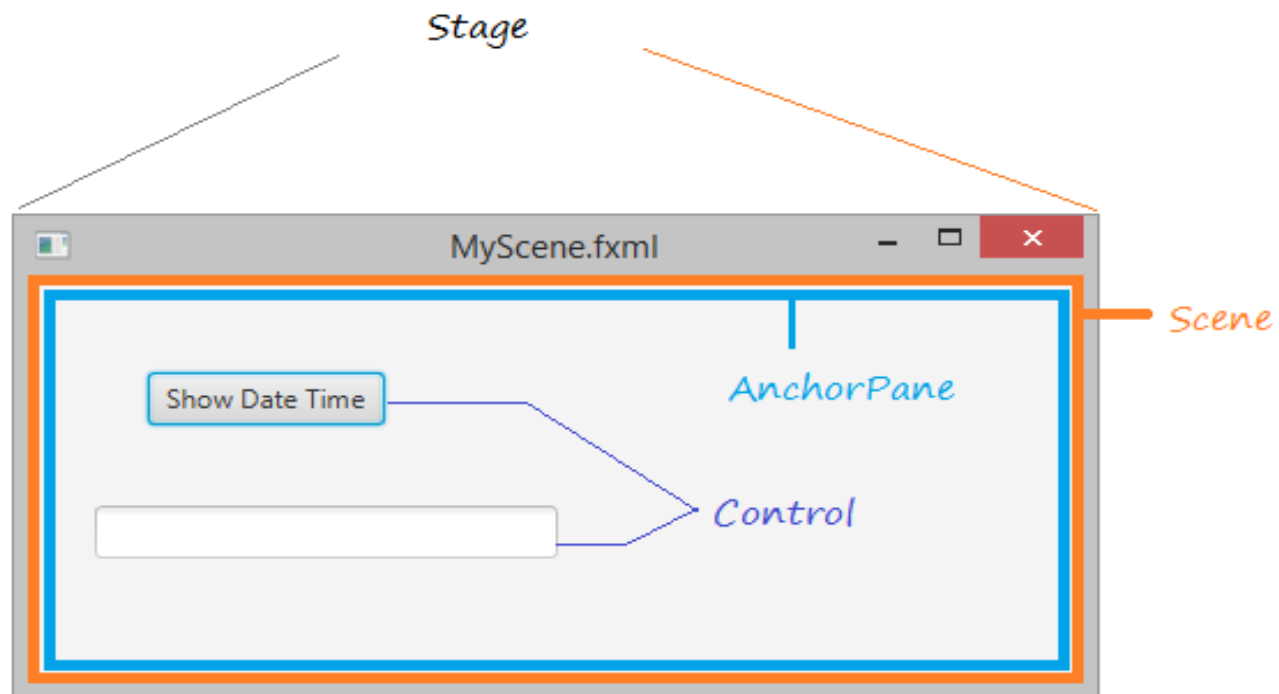 Stage
MyScene.fxml
Scene
AnchorPane
Show Date Time
Control